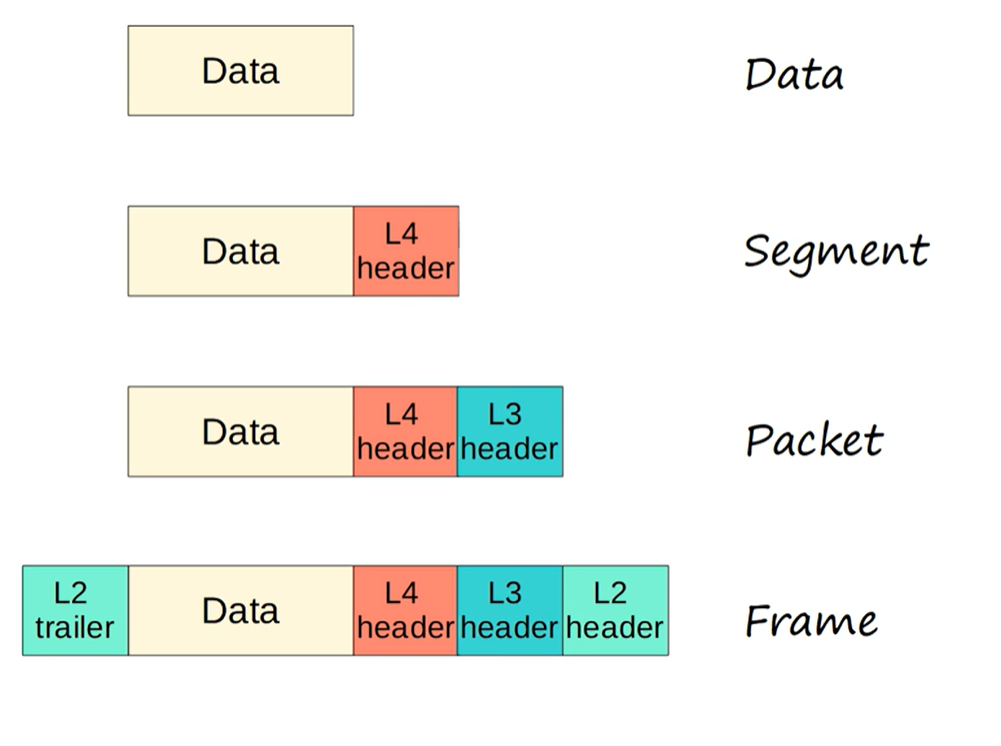 Data
Data
Data
L4
header
Segment
Data
L4
header
L3
header
Packet
L2
trailer
Data
L4
header
L3
header
L2
header
Frame